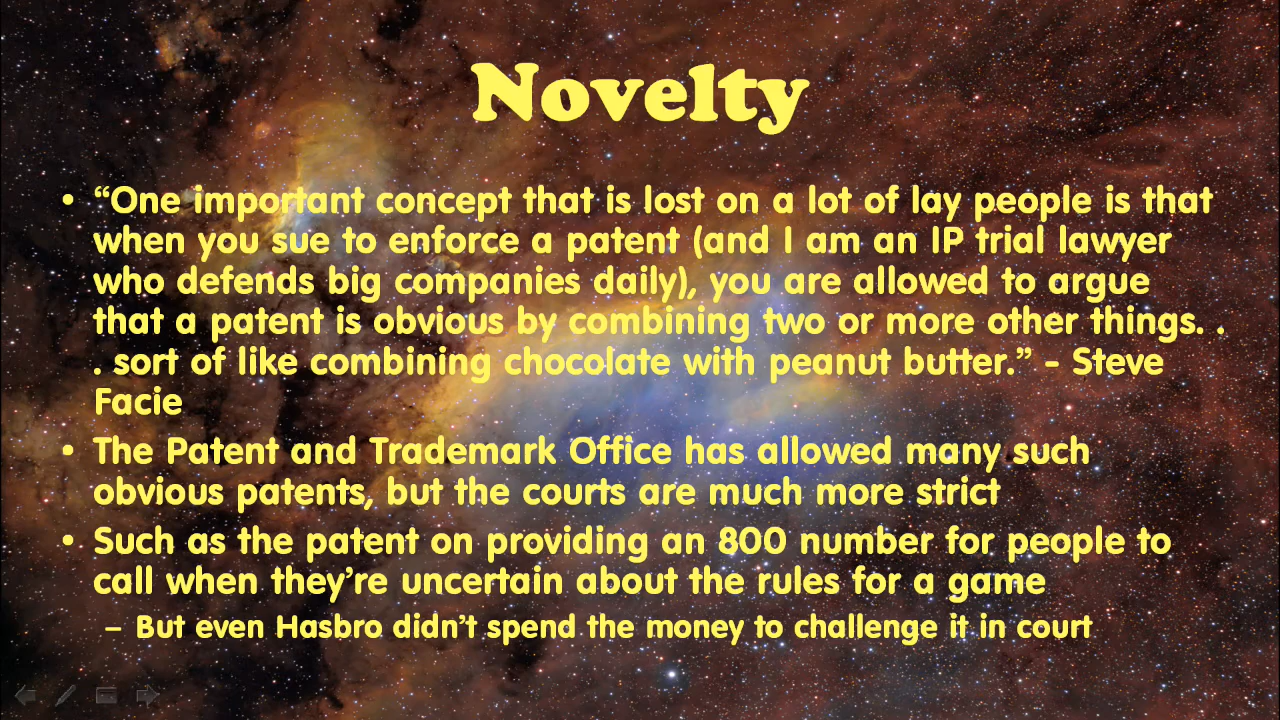 Novelty
• “One important concept that is lost on a lot of lay people is that
when you sue to enforce a patent (and I am an IP trial lawyer
who defends big companies daily), you are allowed to argue
that a patent is obvious by combining two or more other things. .
. sort of like combining chocolate with peanut butter.” - Steve
Facie
• The Patent and Trademark Office has allowed many such
obvious patents, but the courts are much more strict
• Such as the patent on providing an 800 number for people to
call when they’re uncertain about the rules for a game
– But even Hasbro didn’t spend the money to challenge it in court